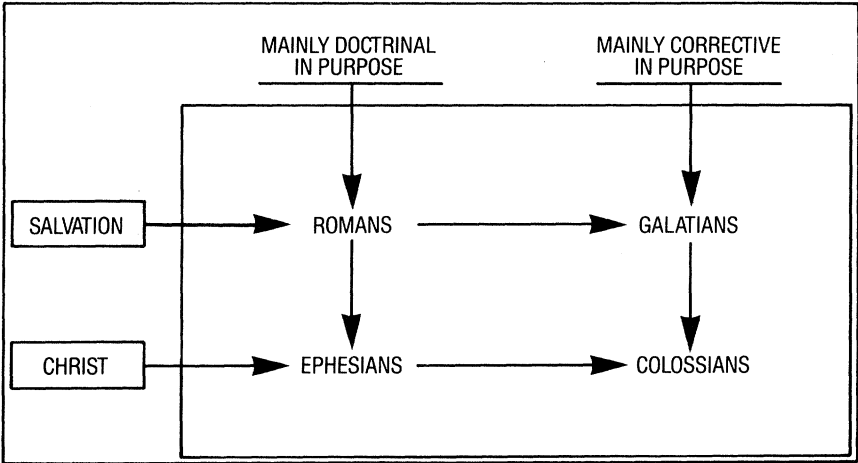 MAINLY DOCTRINAL
IN PURPOSE
MAINLY CORRECTIVE
IN PURPOSE
SALVATION
ROMANS
GALATIANS
CHRIST
EPHESIANS
COLOSSIANS